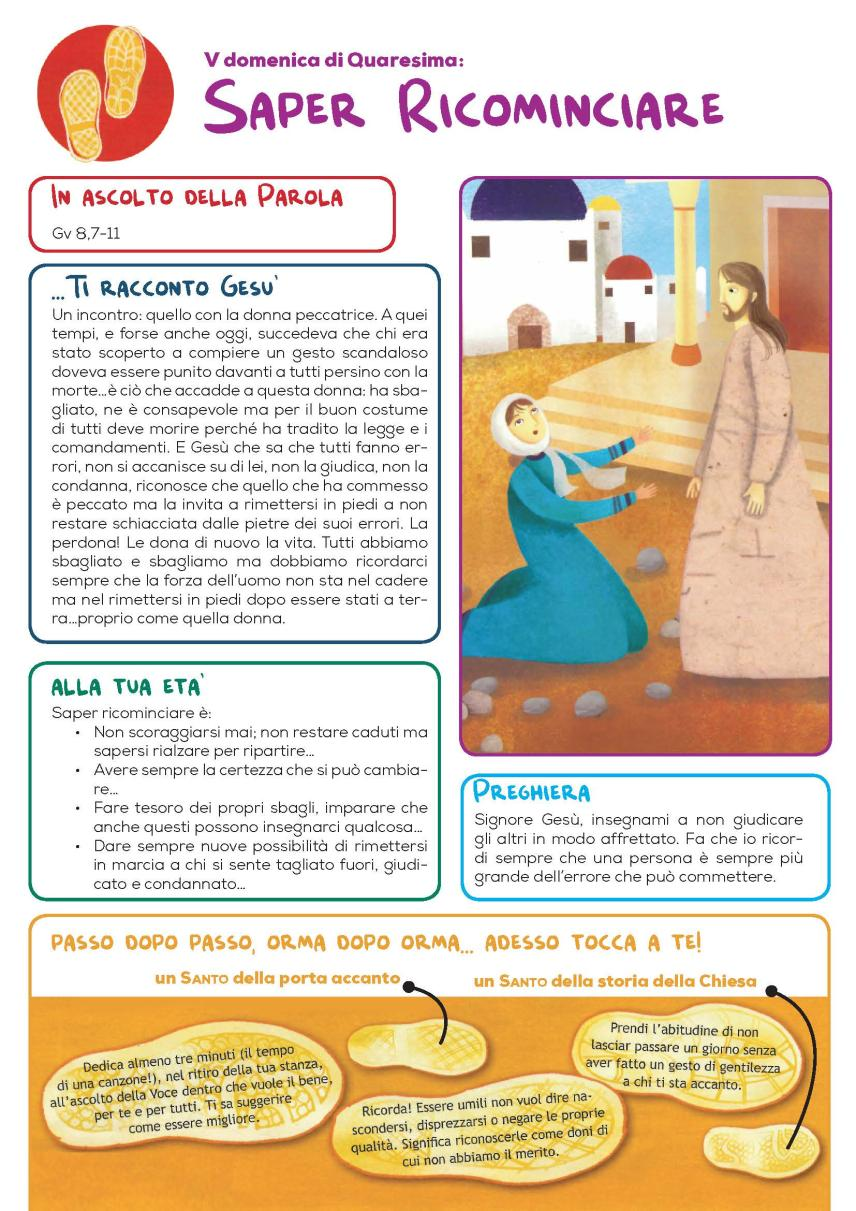 V domenica di Quaresima:
Saper Ricominciare
In ascolto della Parola
Gv 8,7-11
...Ti racconto Gesu'
Un incontro: quello con la donna peccatrice. A quei
tempi, e forse anche oggi, succedeva che chi era
stato scoperto a compiere un gesto scandaloso
doveva essere punito davanti a tutti persino con la
morte...è ciò che accadde a questa donna: ha sba-
gliato, ne è consapevole ma per il buon costume
di tutti deve morire perché ha tradito la legge e i
comandamenti. E Gesù che sa che tutti fanno er-
rori, non si accanisce su di lei, non la giudica, non la
condanna, riconosce che quello che ha commesso
è peccato ma la invita a rimettersi in piedi a non
restare schiacciata dalle pietre dei suoi errori. La
perdona! Le dona di nuovo la vita. Tutti abbiamo
sbagliato e sbagliamo ma dobbiamo ricordarci
sempre che la forza dell'uomo non sta nel cadere
ma nel rimettersi in piedi dopo essere stati a ter-
ra...proprio come quella donna.
alla tua eta'
Saper ricominciare è:
• Non scoraggiarsi mai; non restare caduti ma
sapersi rialzare per ripartire...
• Avere sempre la certezza che si può cambia-
re...
• Fare tesoro dei propri sbagli, imparare che
anche questi possono insegnarci qualcosa...
• Dare sempre nuove possibilità di rimettersi
in marcia a chi si sente tagliato fuori, giudi-
cato e condannato...
Preghiera
Signore Gesù, insegnami a non giudicare
gli altri in modo affrettato. Fa che io ricor-
di sempre che una persona è sempre più
grande dell'errore che può commettere.
passo dopo passo, orma dopo orma... adesso tocca a te!
un Santo della porta accanto
un Santo della storia della Chiesa
Dedica almeno tre minuti (il tempo
di una canzone!), nel ritiro della tua stanza,
all'ascolto della Voce dentro che vuole il bene,
per te e per tutti. Ti sa suggerire
come essere migliore.
Ricorda! Essere umili non vuol dire na-
scondersi, disprezzarsi o negare le proprie
qualità. Significa riconoscerle come doni di
cui non abbiamo il merito.
Prendi l'abitudine di non
lasciar passare un giorno senza
aver fatto un gesto di gentilezza
a chi ti sta accanto.